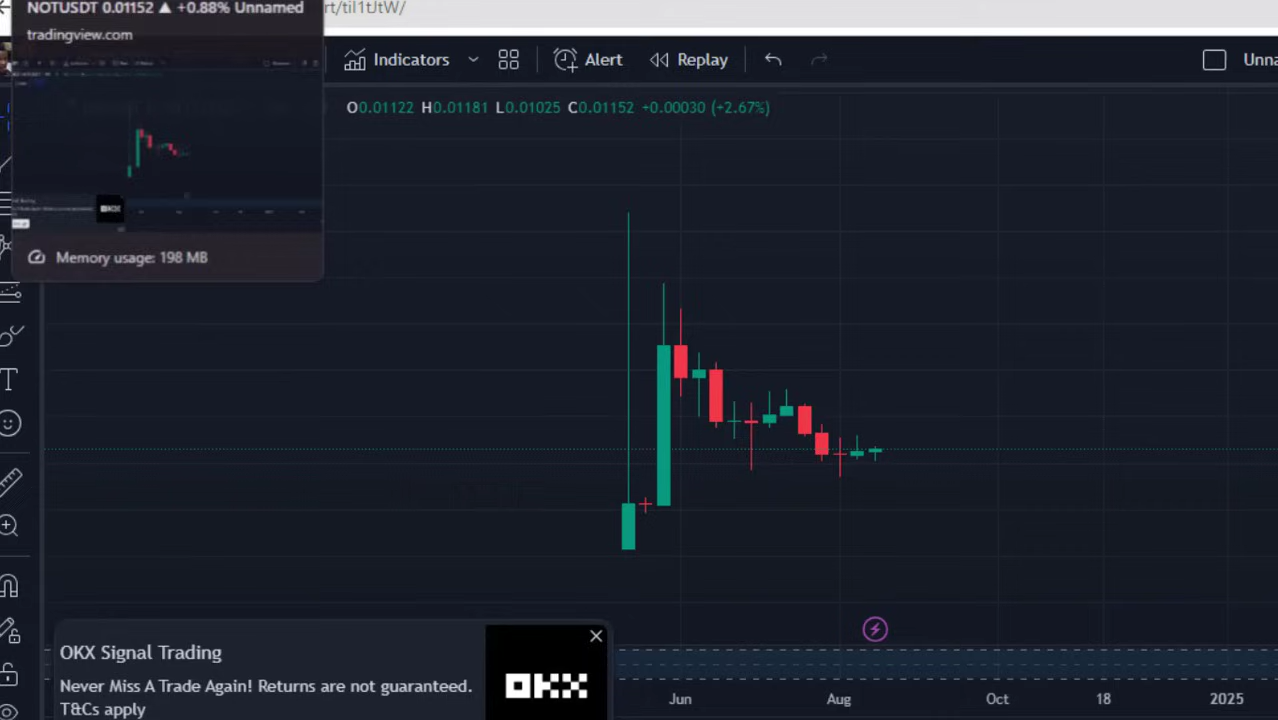 NOTUSDT 0.01152 ▲ +0.88% Unnamed
rt/til1tJtW/
tradingview.com
Indicators
Alert
Replay
Unna
O0.01122 H0.01181 L0.01025 C0.01152 +0.00030 (+2.67%)
Memory usage: 198 MB
OKX Signal Trading
Never Miss A Trade Again! Returns are not guaranteed.
T&Cs apply
OKX
Jun
Aug
Oct
18
2025